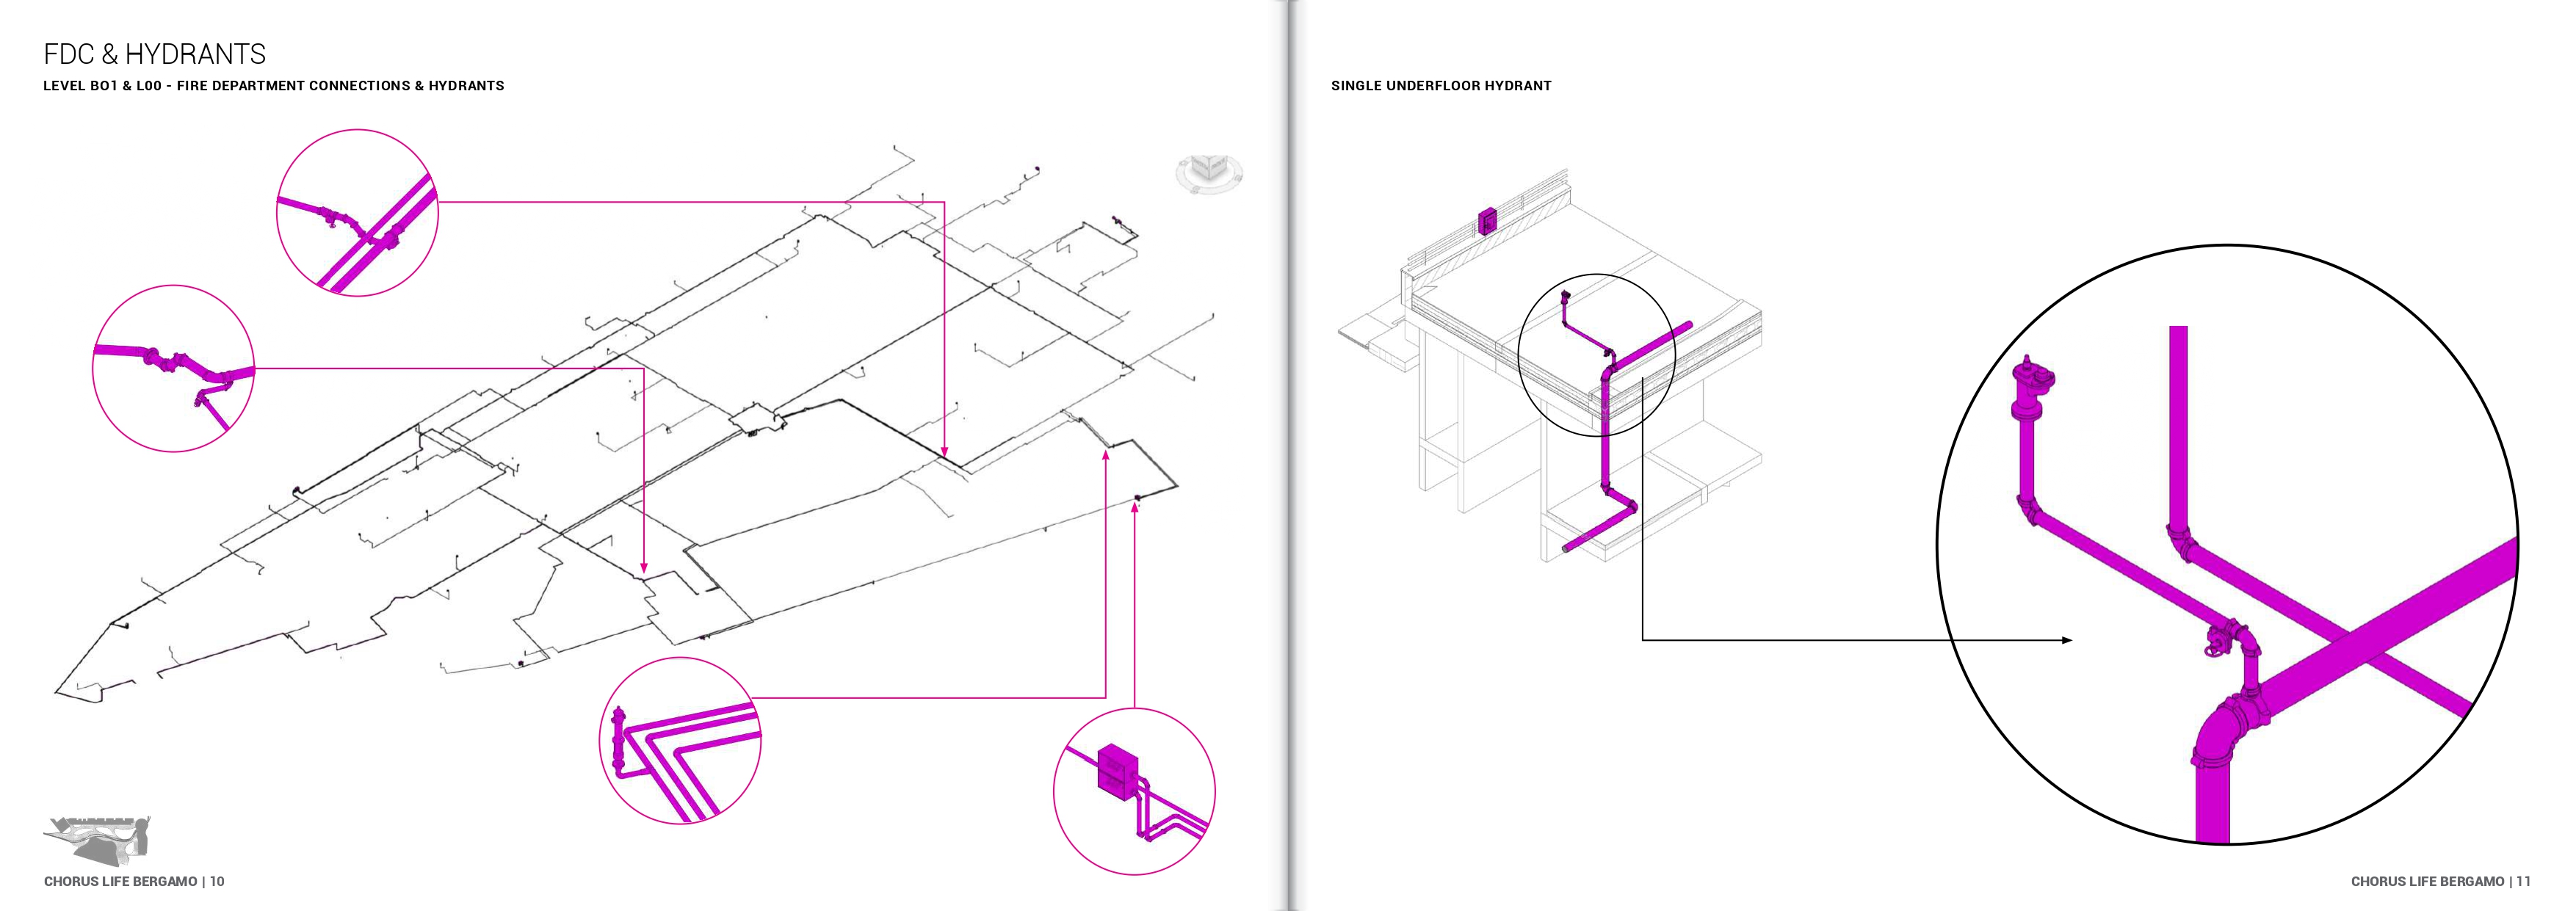 FDC & HYDRANTS
LEVEL BO1 & L00 - FIRE DEPARTMENT CONNECTIONS & HYDRANTS
CHORUS LIFE BERGAMO | 10
SINGLE UNDERFLOOR HYDRANT
CHORUS LIFE BERGAMO | 11